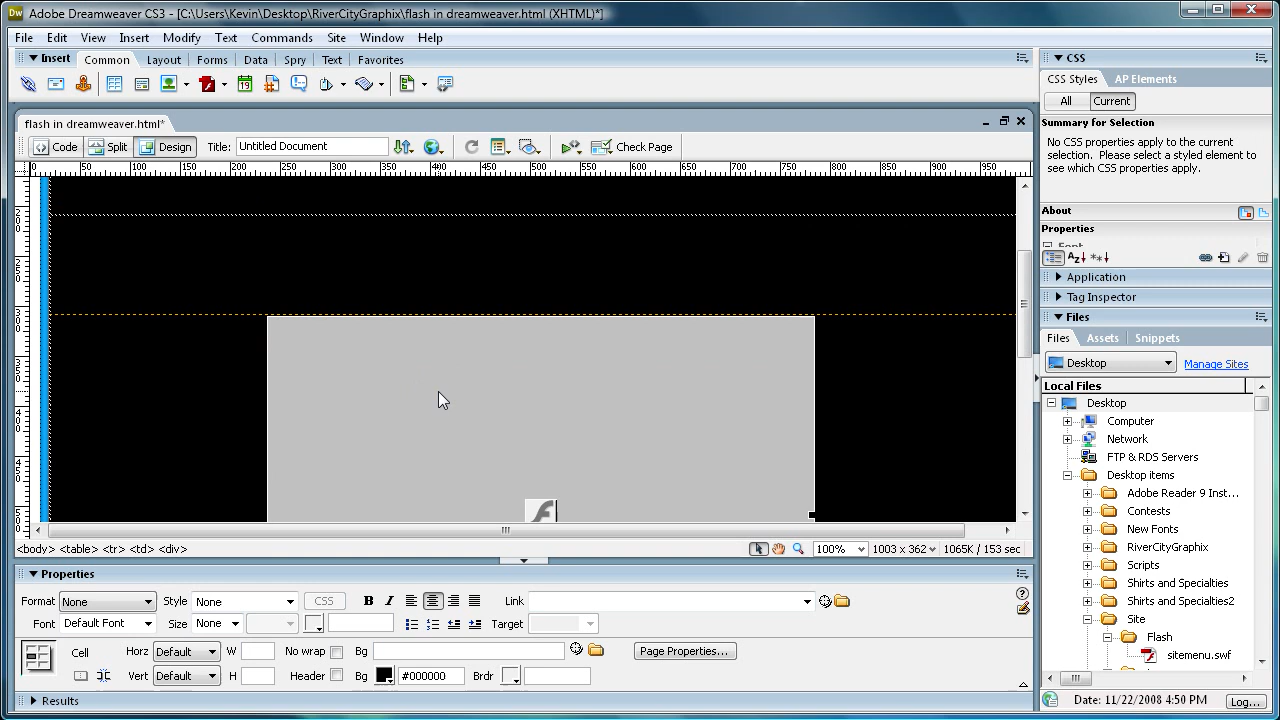 Dw Adobe Dreamweaver CS3 - [C:\Users\Kevin\Desktop\RiverCityGraphix\flash in dreamweaver.html (XHTML)*]
File Edit View Insert Modify Text Commands Site Window Help
Insert Common Layout Forms Data Spry Text Favorites
flash in dreamweaver.html*
Code Split Design Title: Untitled Document Check Page
0 50 100 150 200 250 300 350 400 450 500 550 600 650 700 750 800 850 900 950
200
250
300
350
400
450
500
<body> <table> <tr> <td> <div> 100% 1003 x 362 1065K / 153 sec
Properties
Format None Style None CSS B I Link
Font Default Font Size None Target
Cell Horz Default W No wrap Bg Page Properties...
Vert Default H Header Bg #000000 Brdr
Results
CSS
CSS Styles AP Elements
All Current
Summary for Selection
No CSS properties apply to the current
selection. Please select a styled element
to see which CSS properties apply.
About
Properties
Font
Application
Tag Inspector
Files
Files Assets Snippets
Desktop Manage Sites
Local Files
Desktop
Computer
Network
FTP & RDS Servers
Desktop items
Adobe Reader 9 Inst...
Contests
New Fonts
RiverCityGraphix
Scripts
Shirts and Specialties
Shirts and Specialties2
Site
Flash
sitemenu.swf
Date: 11/22/2008 4:50 PM Log...